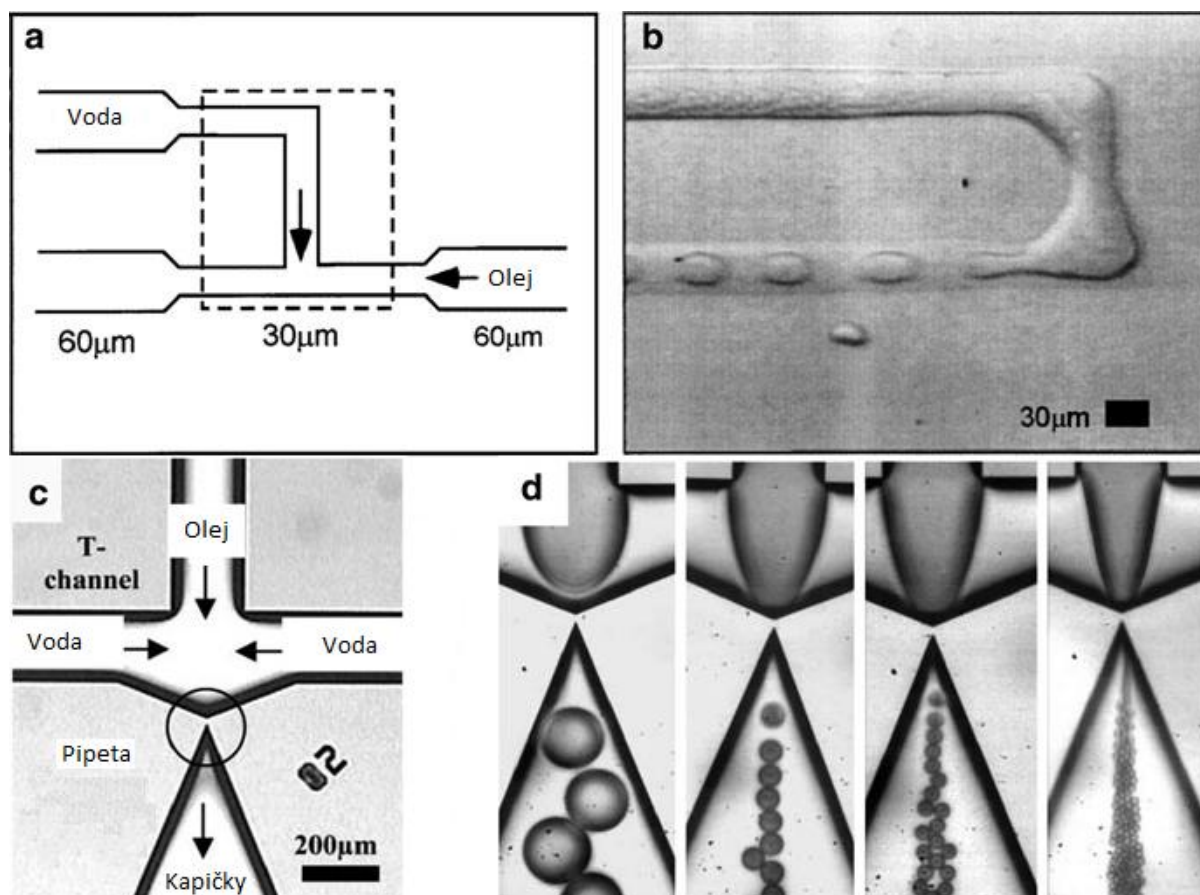 a
Voda
Olej
60µm
30µm
60µm
b
30µm
c
Olej
T-
channel
Voda
Voda
Pipeta
02
200µm
Kapičky
d